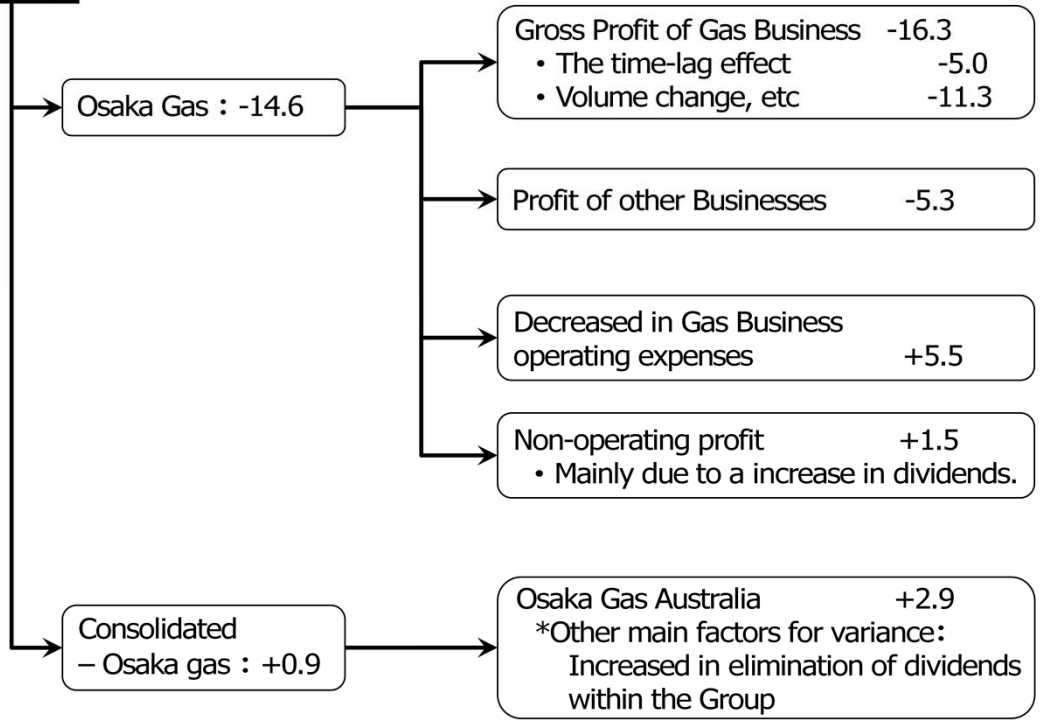 Osaka Gas : -14.6
Gross Profit of Gas Business -16.3
・The time-lag effect -5.0
・Volume change, etc -11.3
Profit of other Businesses -5.3
Decreased in Gas Business
operating expenses +5.5
Non-operating profit +1.5
・Mainly due to a increase in dividends.
Consolidated
– Osaka gas : +0.9
Osaka Gas Australia +2.9
*Other main factors for variance:
Increased in elimination of dividends
within the Group